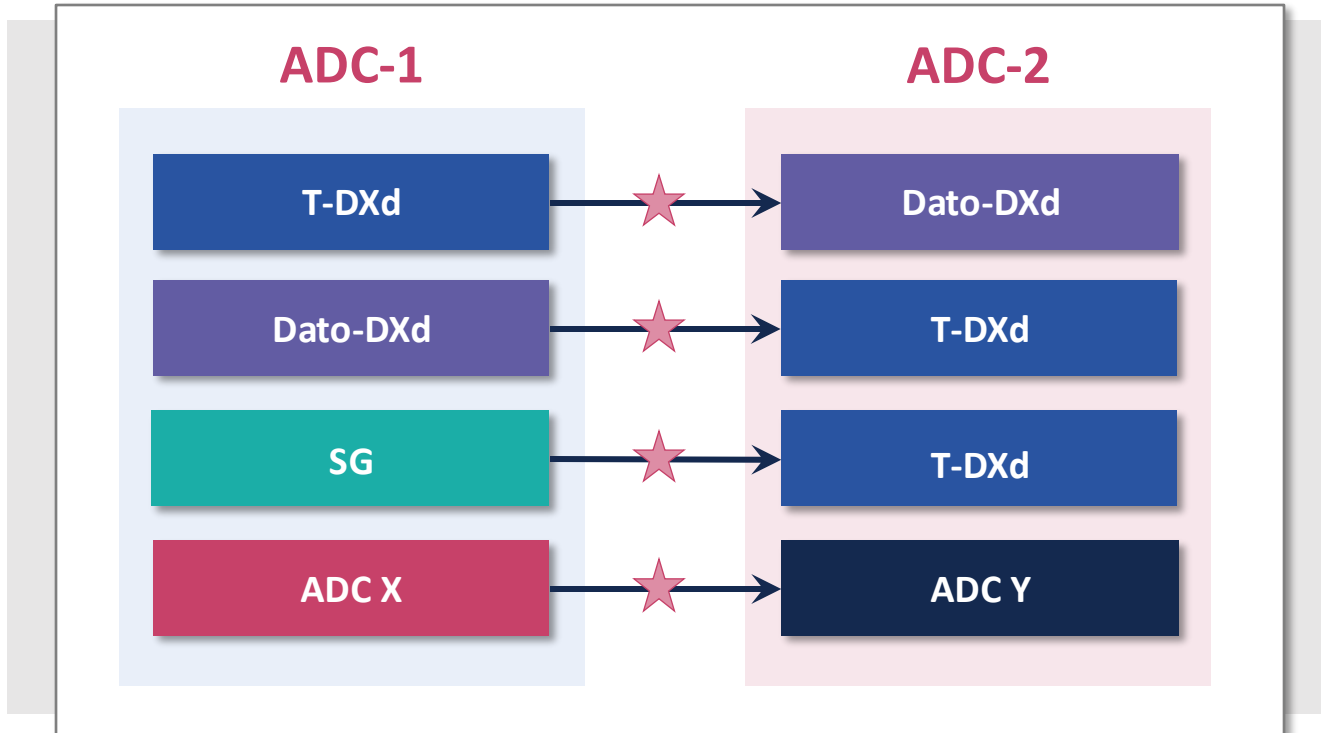 ADC-1
ADC-2
T-DXd
Dato-DXd
Dato-DXd
T-DXd
SG
T-DXd
ADC X
ADC Y